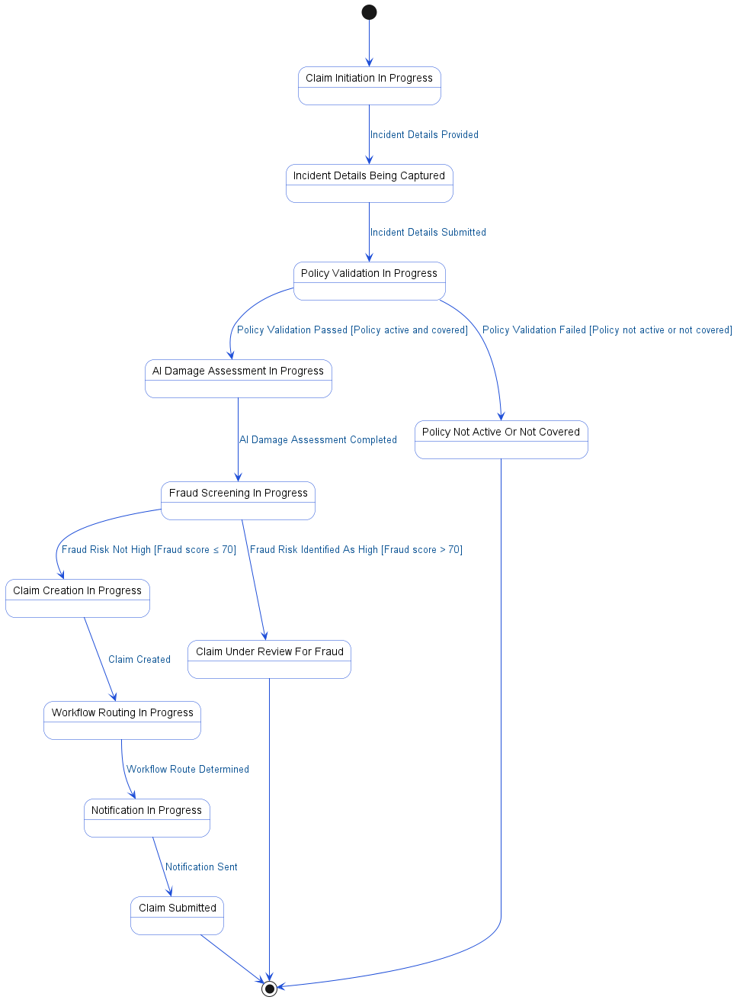 Claim Initiation In Progress
Incident Details Provided
Incident Details Being Captured
Incident Details Submitted
Policy Validation In Progress
Policy Validation Passed [Policy active and covered]
Policy Validation Failed [Policy not active or not covered]
AI Damage Assessment In Progress
Policy Not Active Or Not Covered
AI Damage Assessment Completed
Fraud Screening In Progress
Fraud Risk Not High [Fraud score ≤ 70]
Fraud Risk Identified As High [Fraud score > 70]
Claim Creation In Progress
Claim Under Review For Fraud
Claim Created
Workflow Routing In Progress
Workflow Route Determined
Notification In Progress
Notification Sent
Claim Submitted